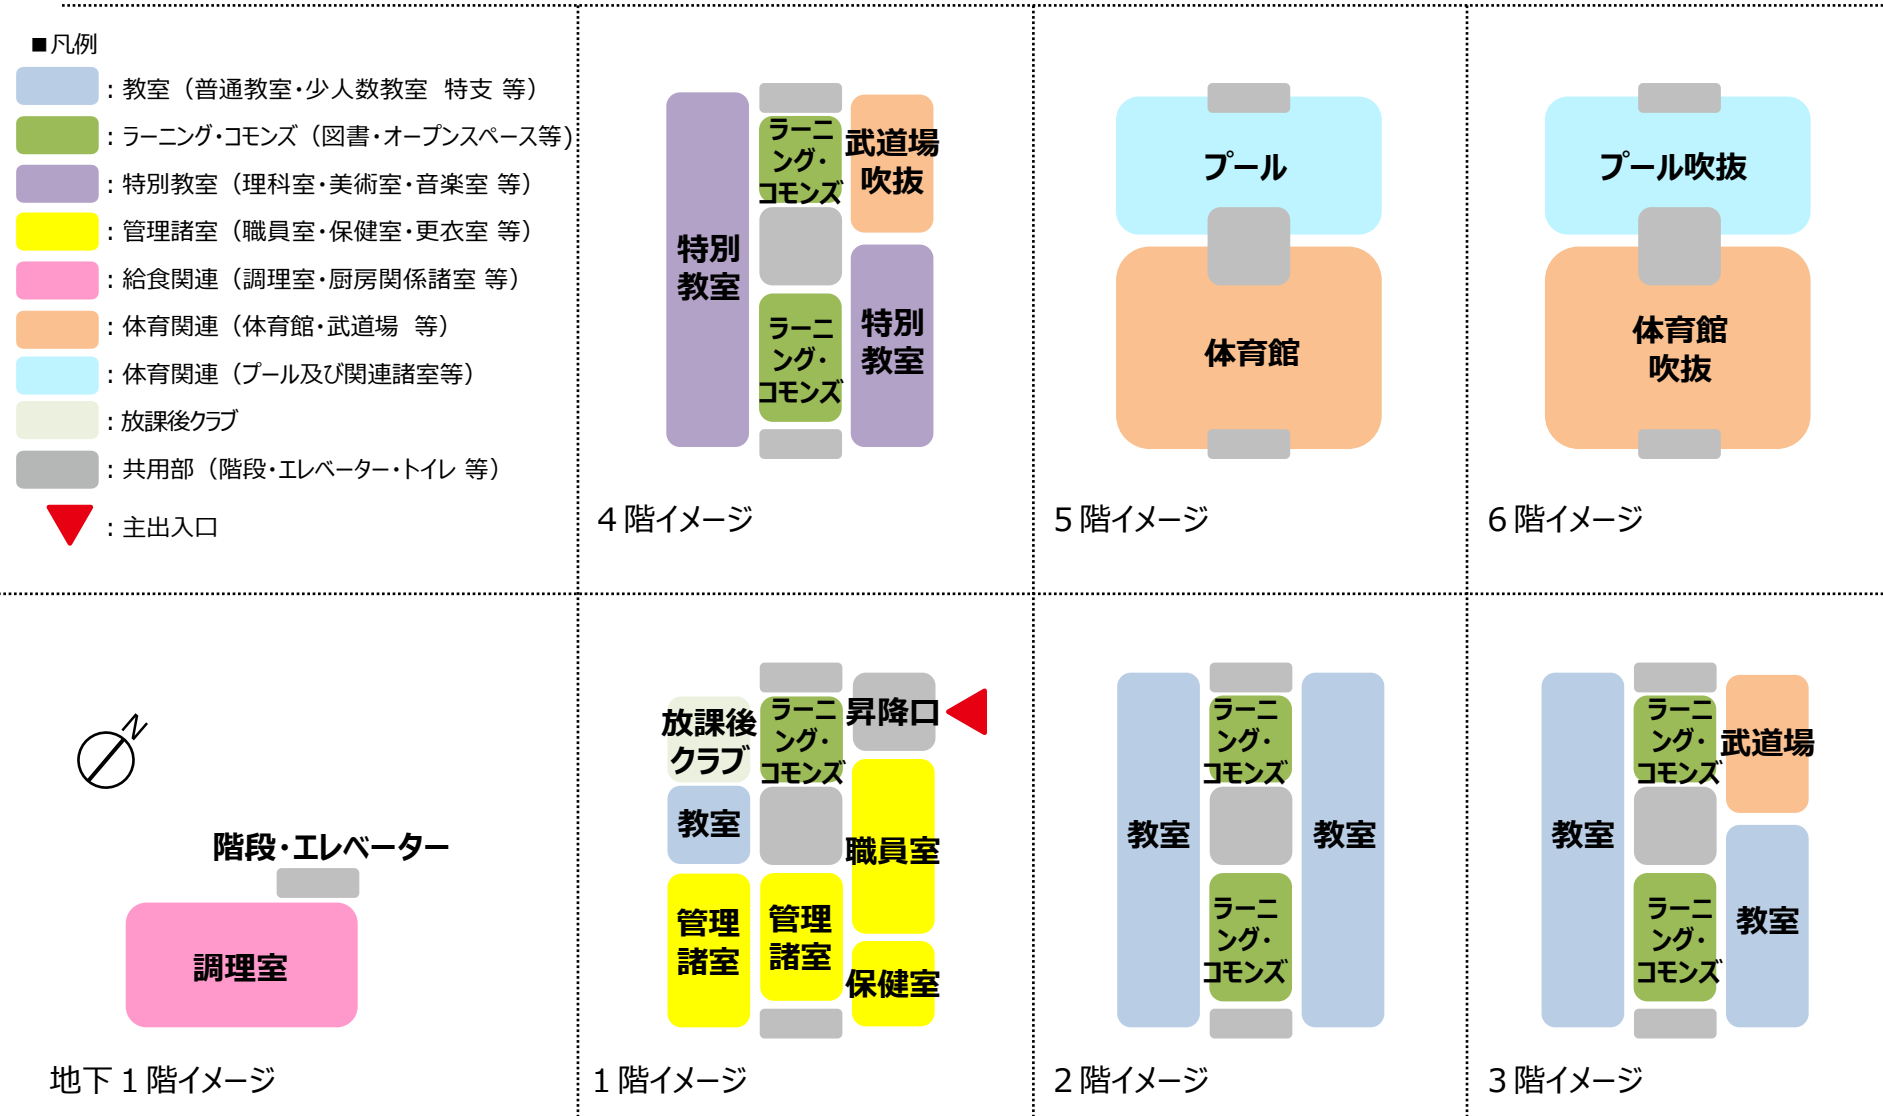 ■凡例
：教室（普通教室・少人数教室 特支 等）
：ラーニング・コモンズ（図書・オープンスペース等）
：特別教室（理科室・美術室・音楽室 等）
：管理諸室（職員室・保健室・更衣室 等）
：給食関連（調理室・厨房関係諸室 等）
：体育関連（体育館・武道場 等）
：体育関連（プール及び関連諸室等）
：放課後クラブ
：共用部（階段・エレベーター・トイレ 等）
：主出入口
特別
教室
ラーニ
ング・
コモンズ
ラーニ
ング・
コモンズ
武道場
吹抜
特別
教室
４階イメージ
プール
体育館
５階イメージ
プール吹抜
体育館
吹抜
６階イメージ
N
階段・エレベーター
調理室
地下１階イメージ
放課後
クラブ
教室
管理
諸室
ラーニ
ング・
コモンズ
管理
諸室
昇降口
職員室
保健室
１階イメージ
教室
ラーニ
ング・
コモンズ
ラーニ
ング・
コモンズ
教室
２階イメージ
教室
ラーニ
ング・
コモンズ
ラーニ
ング・
コモンズ
武道場
教室
３階イメージ